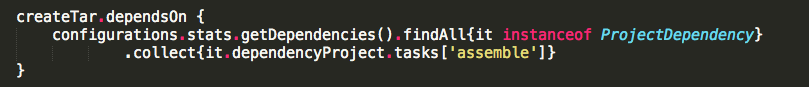 createTar.dependsOn {
    configurations.stats.getDependencies().findAll{it instanceof ProjectDependency}
            .collect{it.dependencyProject.tasks['assemble']}
}